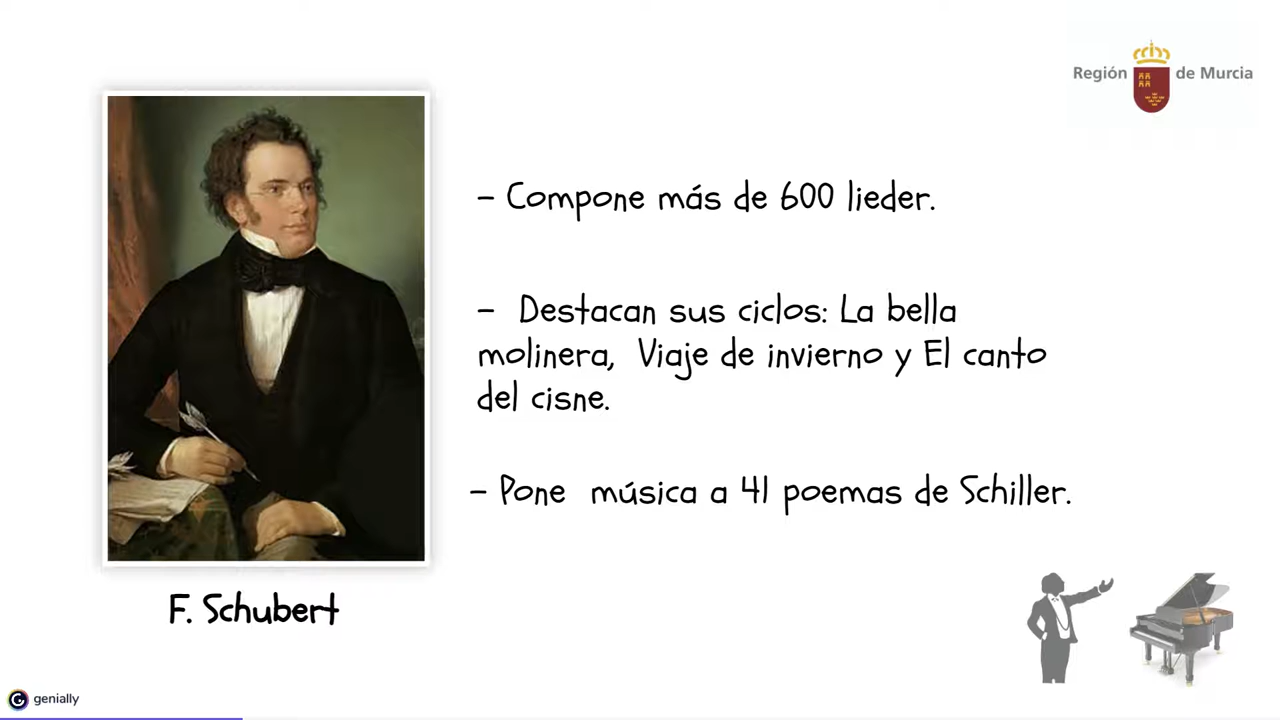 Región de Murcia
- Compone más de 600 lieder.
- Destacan sus ciclos: La bella
molinera, Viaje de invierno y El canto
del cisne.
- Pone música a 41 poemas de Schiller.
F. Schubert
genially